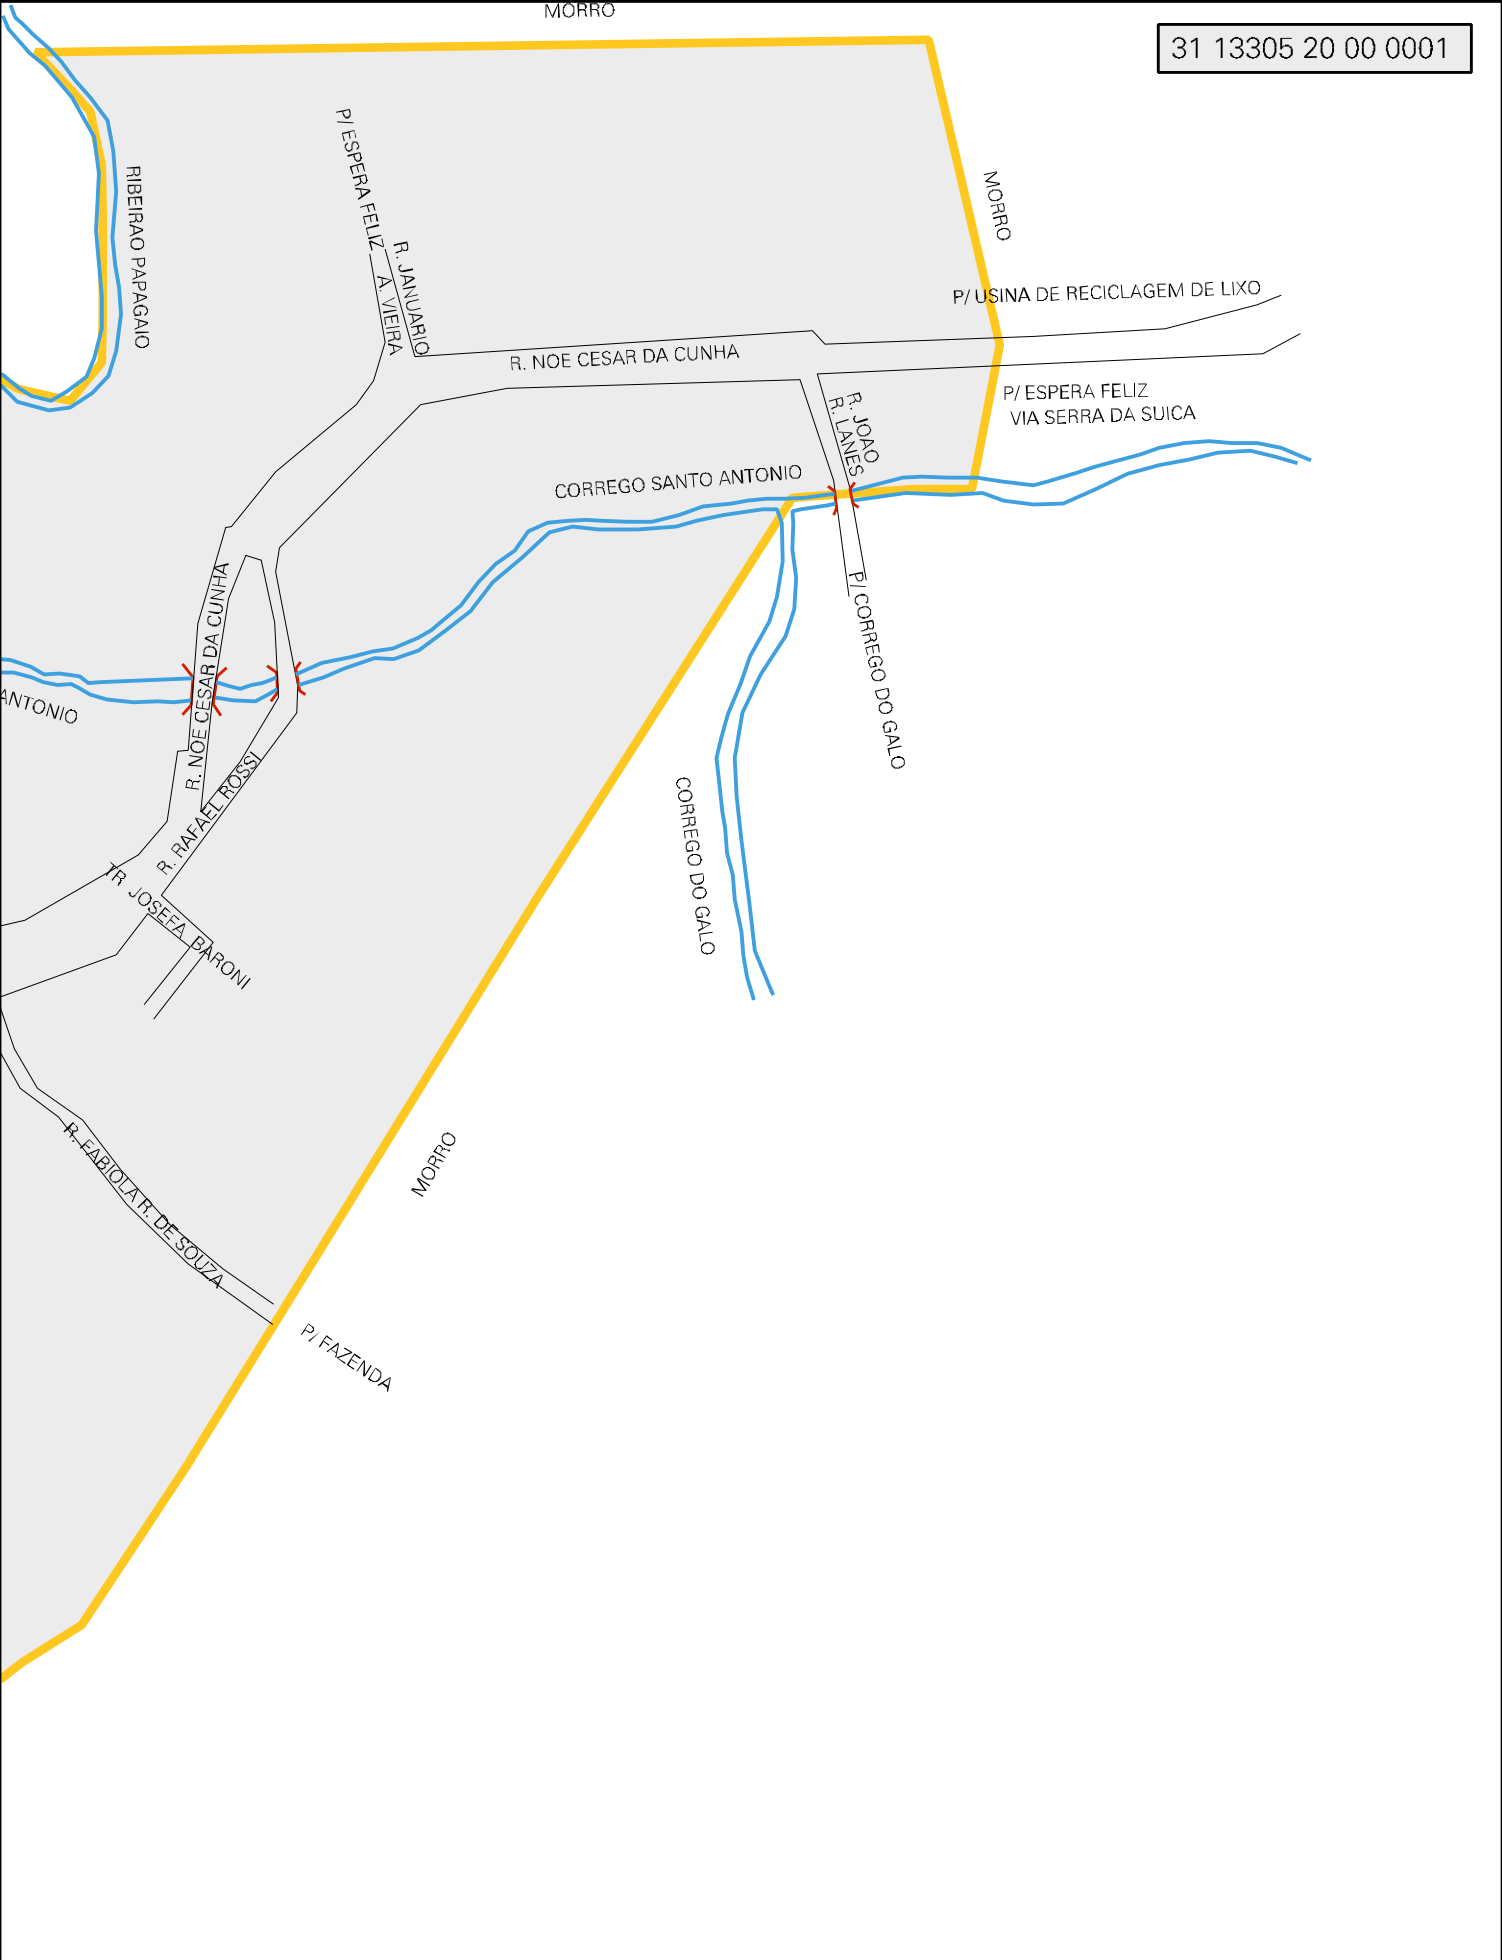 MORRO
31 13305 20 00 0001
P/ ESPERA FELIZ
RIBEIRAO PAPAGAIO
MORRO
R. JANUARIO
A. VIEIRA
P/ USINA DE RECICLAGEM DE LIXO
R. NOE CESAR DA CUNHA
P/ ESPERA FELIZ
VIA SERRA DA SUICA
R. JOAO
R. LANES
CORREGO SANTO ANTONIO
R. NOE CESAR DA CUNHA
P/ CORREGO DO GALO
ANTONIO
R. RAFAEL ROSSI
CORREGO DO GALO
TR. JOSEFA BARONI
R. FABIOLA R. DE SOUZA
MORRO
P/ FAZENDA